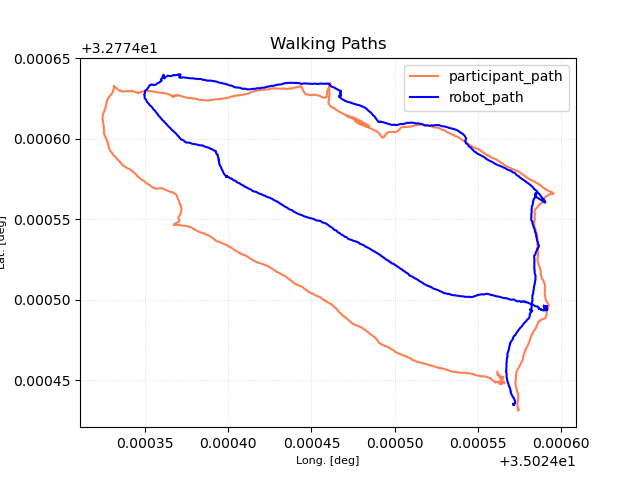 Walking Paths
+3.2774e1
participant_path
robot_path
0.00065
0.00060
0.00055
0.00050
0.00045
Lat. [deg]
0.00035 0.00040 0.00045 0.00050 0.00055 0.00060
Long. [deg]
+3.5024e1